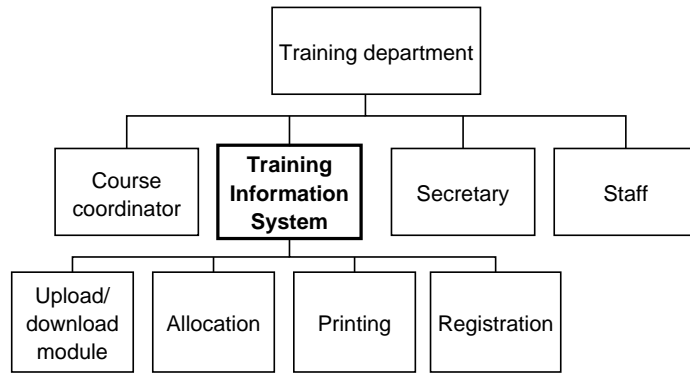 Training department
Course
coordinator
Training
Information
System
Secretary
Staff
Upload/
download
module
Allocation
Printing
Registration